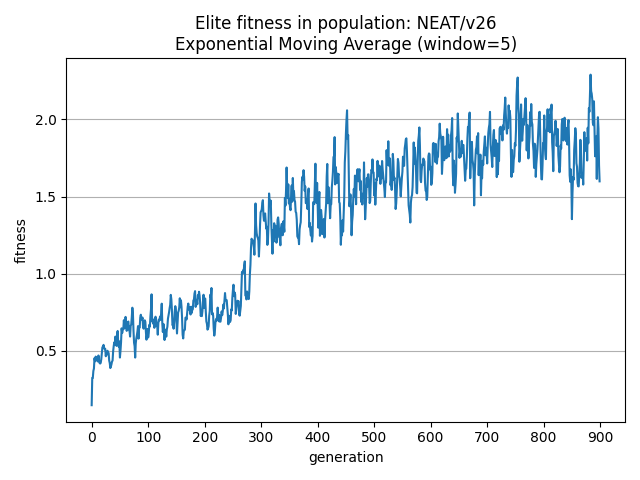 Elite fitness in population: NEAT/v26
Exponential Moving Average (window=5)
2.0
1.5
1.0
0.5
fitness
0 100 200 300 400 500 600 700 800 900
generation